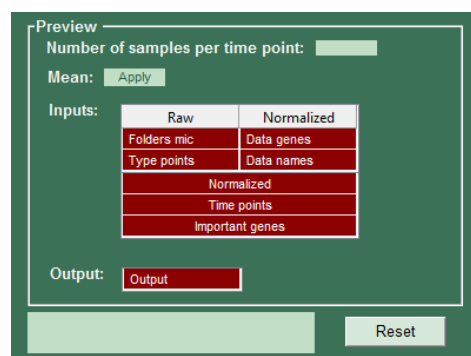 Preview
Number of samples per time point:
Mean: Apply
Inputs:
Raw Normalized
Folders mic Data genes
Type points Data names
Normalized
Time points
Important genes
Output: Output
Reset